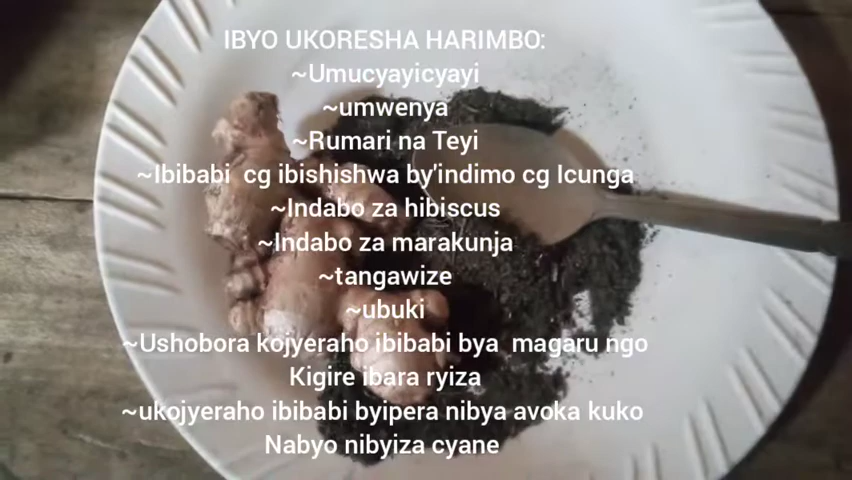 IBYO UKORESHA HARIMBO:
~Umucyayicyayi
~umwenya
~Rumari na Teyi
~Ibibabi cg ibishishwa by'indimo cg Icunga
~Indabo za hibiscus
~Indabo za marakunja
~tangawize
~ubuki
~Ushobora kojyeraho ibibabi bya magaru ngo
Kigire ibara ryiza
~ukojyeraho ibibabi byipera nibya avoka kuko
Nabyo nibyiza cyane